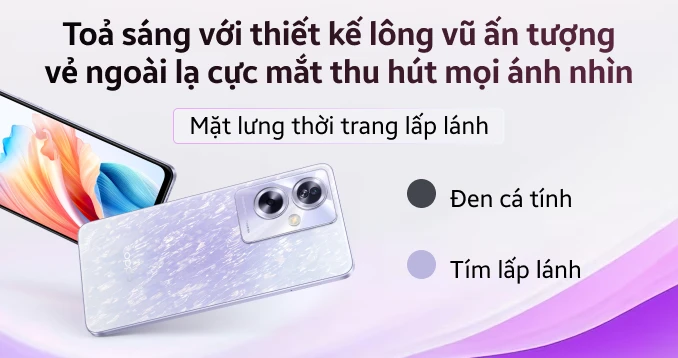 Toả sáng với thiết kế lông vũ ấn tượng
vẻ ngoài lạ cực mắt thu hút mọi ánh nhìn
Mặt lưng thời trang lấp lánh
Đen cá tính
Tím lấp lánh